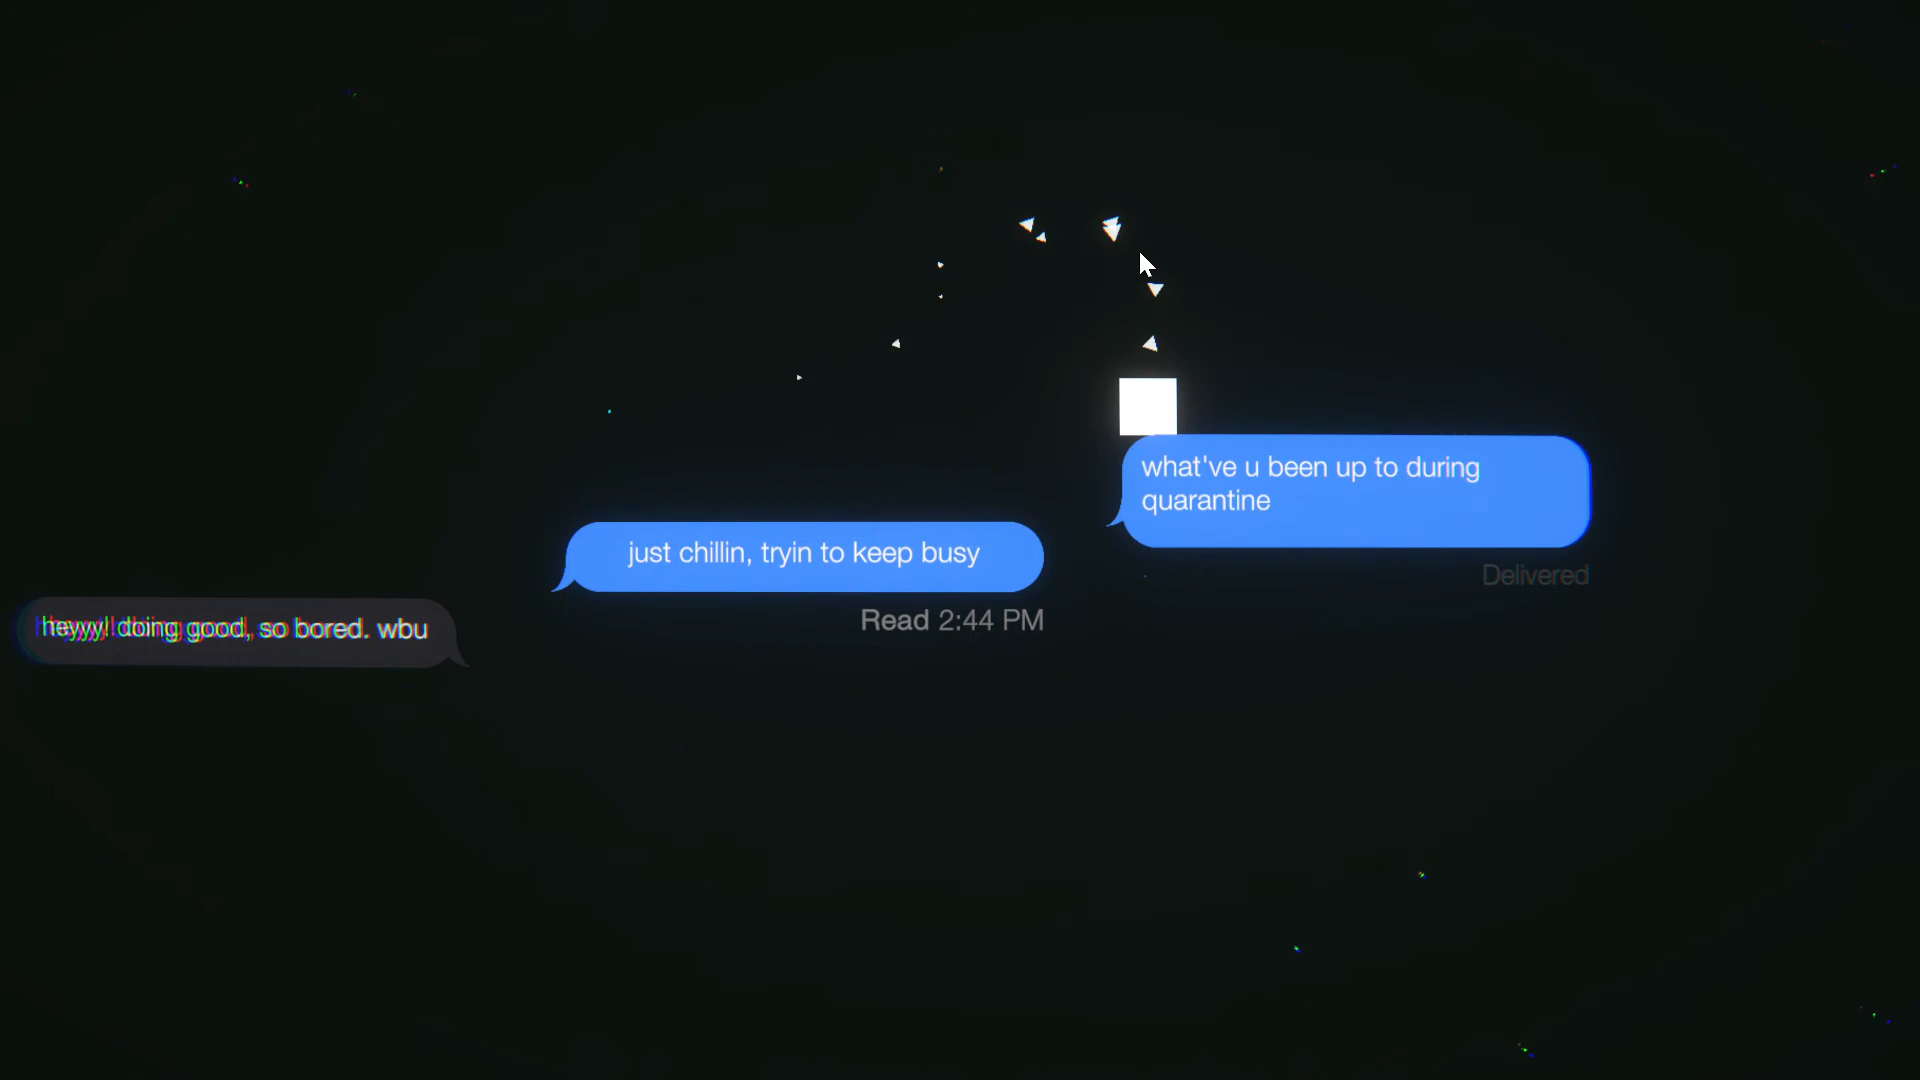 heyyy! doing good, so bored. wbu
just chillin, tryin to keep busy
Read 2:44 PM
what've u been up to during
quarantine
Delivered